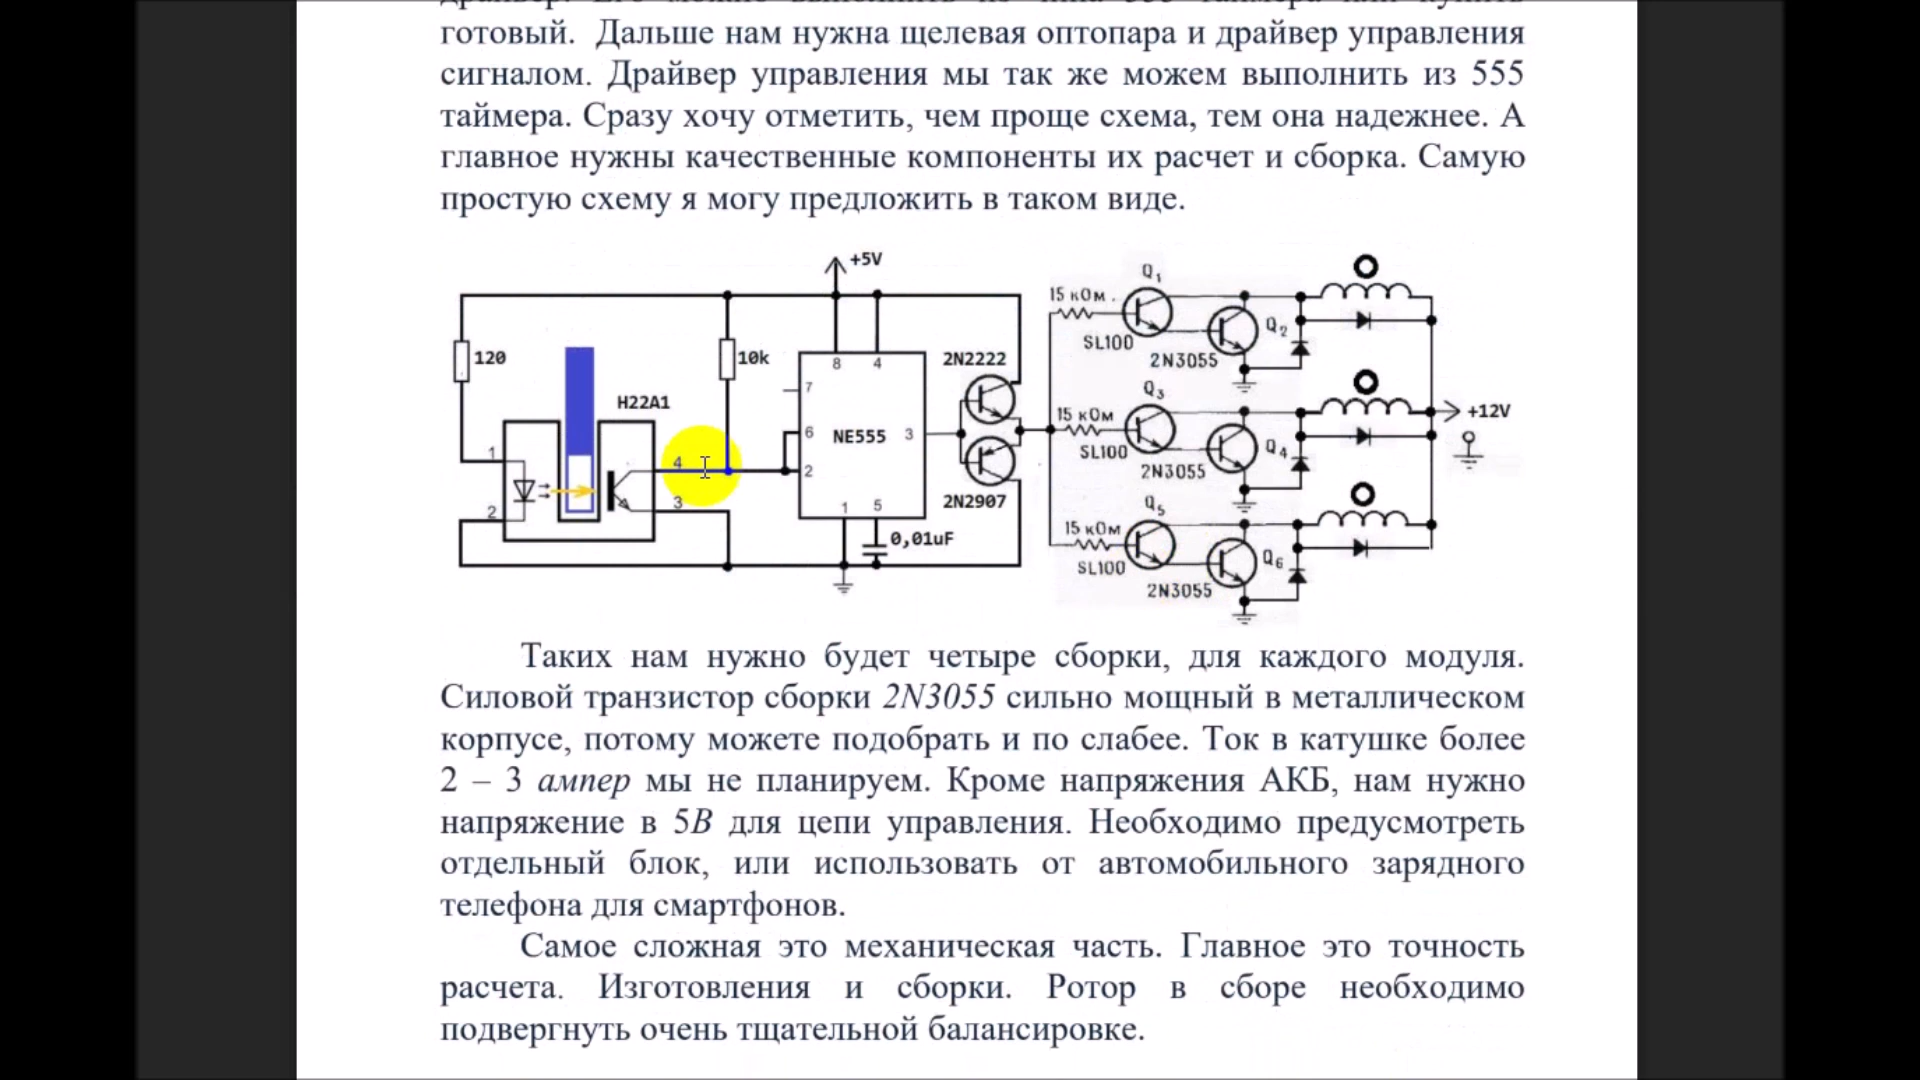 готовый. Дальше нам нужна щелевая оптопара и драйвер управления
сигналом. Драйвер управления мы так же можем выполнить из 555
таймера. Сразу хочу отметить, чем проще схема, тем она надежнее. А
главное нужны качественные компоненты их расчет и сборка. Самую
простую схему я могу предложить в таком виде.
+5V
120
10k
H22A1
1
2
4
3
8
4
7
6
2
NE555
3
1
5
0,01uF
2N2222
2N2907
15 кОм.
Q1
SL100
Q2
2N3055
15 кОм
Q3
SL100
Q4
2N3055
15 кОм
Q5
SL100
Q6
2N3055
+12V
Таких нам нужно будет четыре сборки, для каждого модуля.
Силовой транзистор сборки 2N3055 сильно мощный в металлическом
корпусе, потому можете подобрать и по слабее. Ток в катушке более
2 – 3 ампер мы не планируем. Кроме напряжения АКБ, нам нужно
напряжение в 5В для цепи управления. Необходимо предусмотреть
отдельный блок, или использовать от автомобильного зарядного
телефона для смартфонов.
Самое сложная это механическая часть. Главное это точность
расчета. Изготовления и сборки. Ротор в сборе необходимо
подвергнуть очень тщательной балансировке.